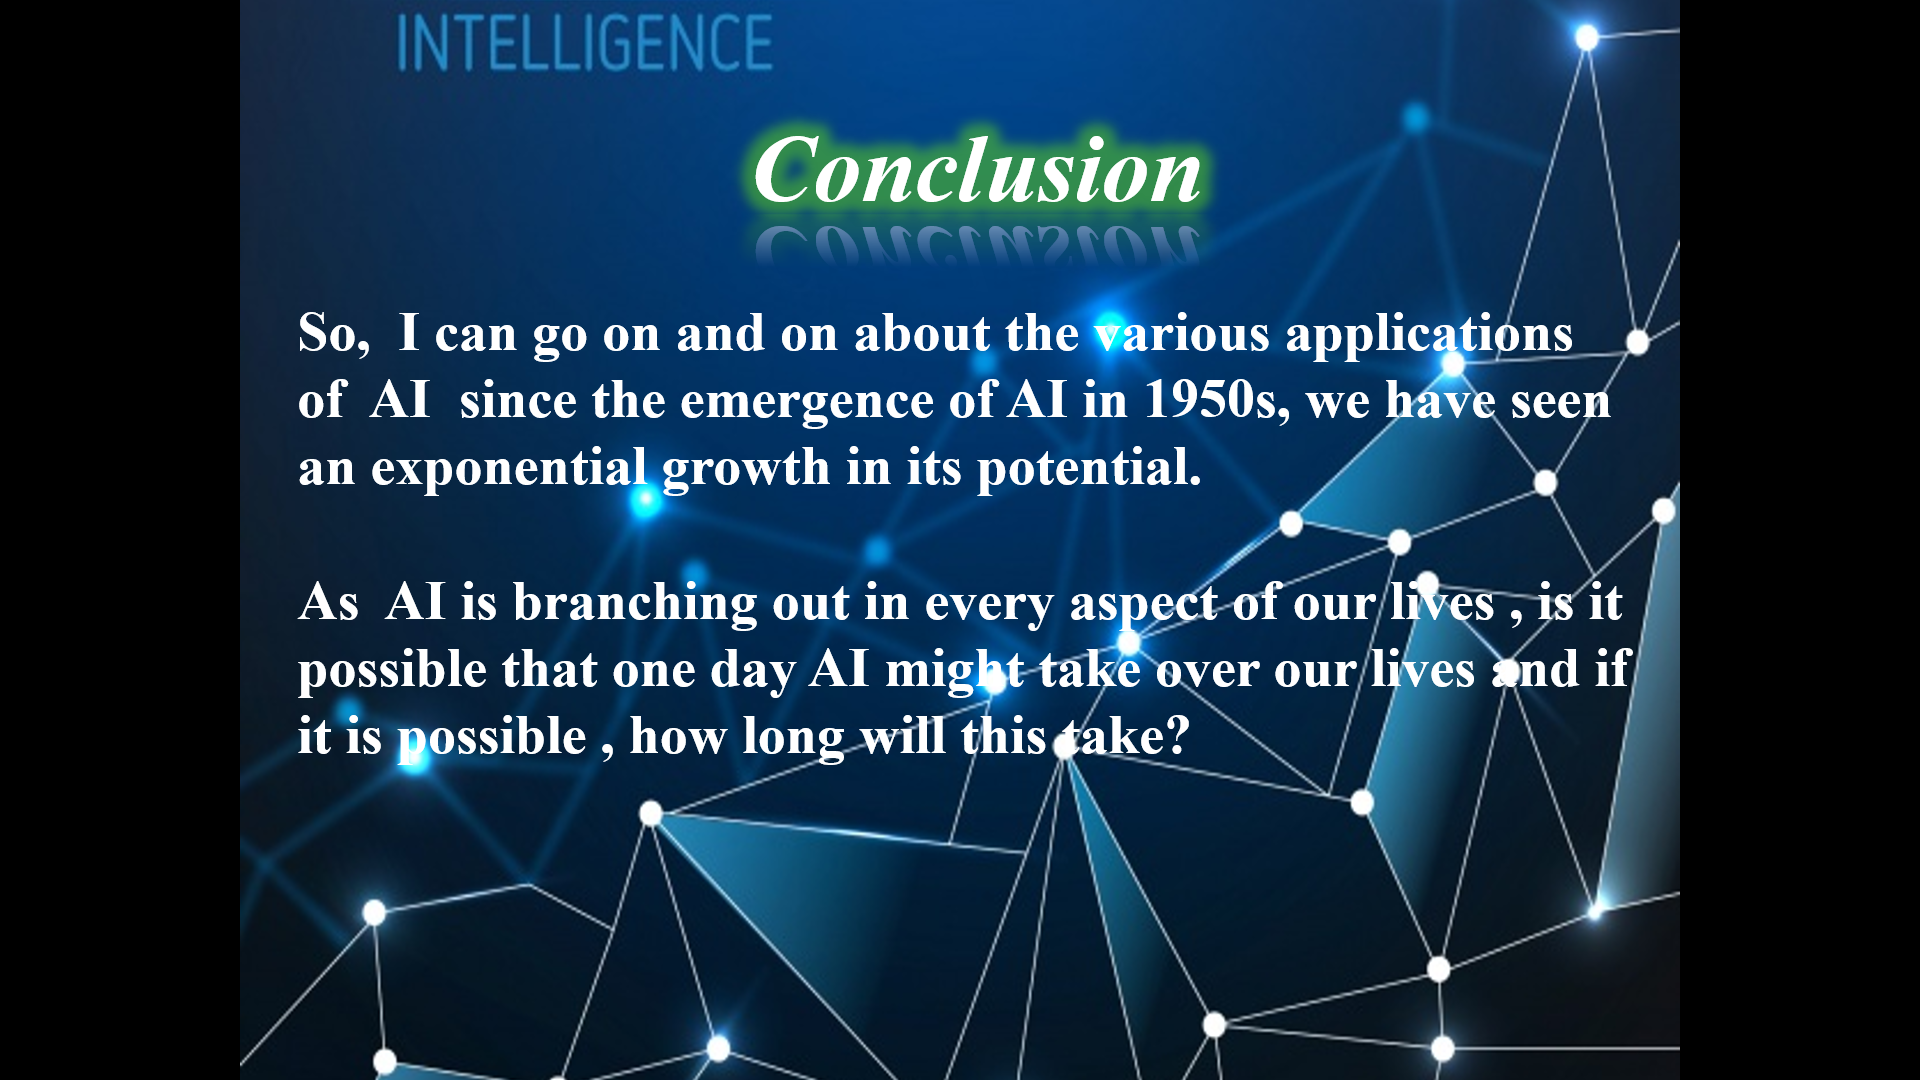 INTELLIGENCE
Conclusion
So,  I can go on and on about the various applications
of  AI  since the emergence of AI in 1950s, we have seen
an exponential growth in its potential.
As  AI is branching out in every aspect of our lives , is it
possible that one day AI might take over our lives and if
it is possible , how long will this take?